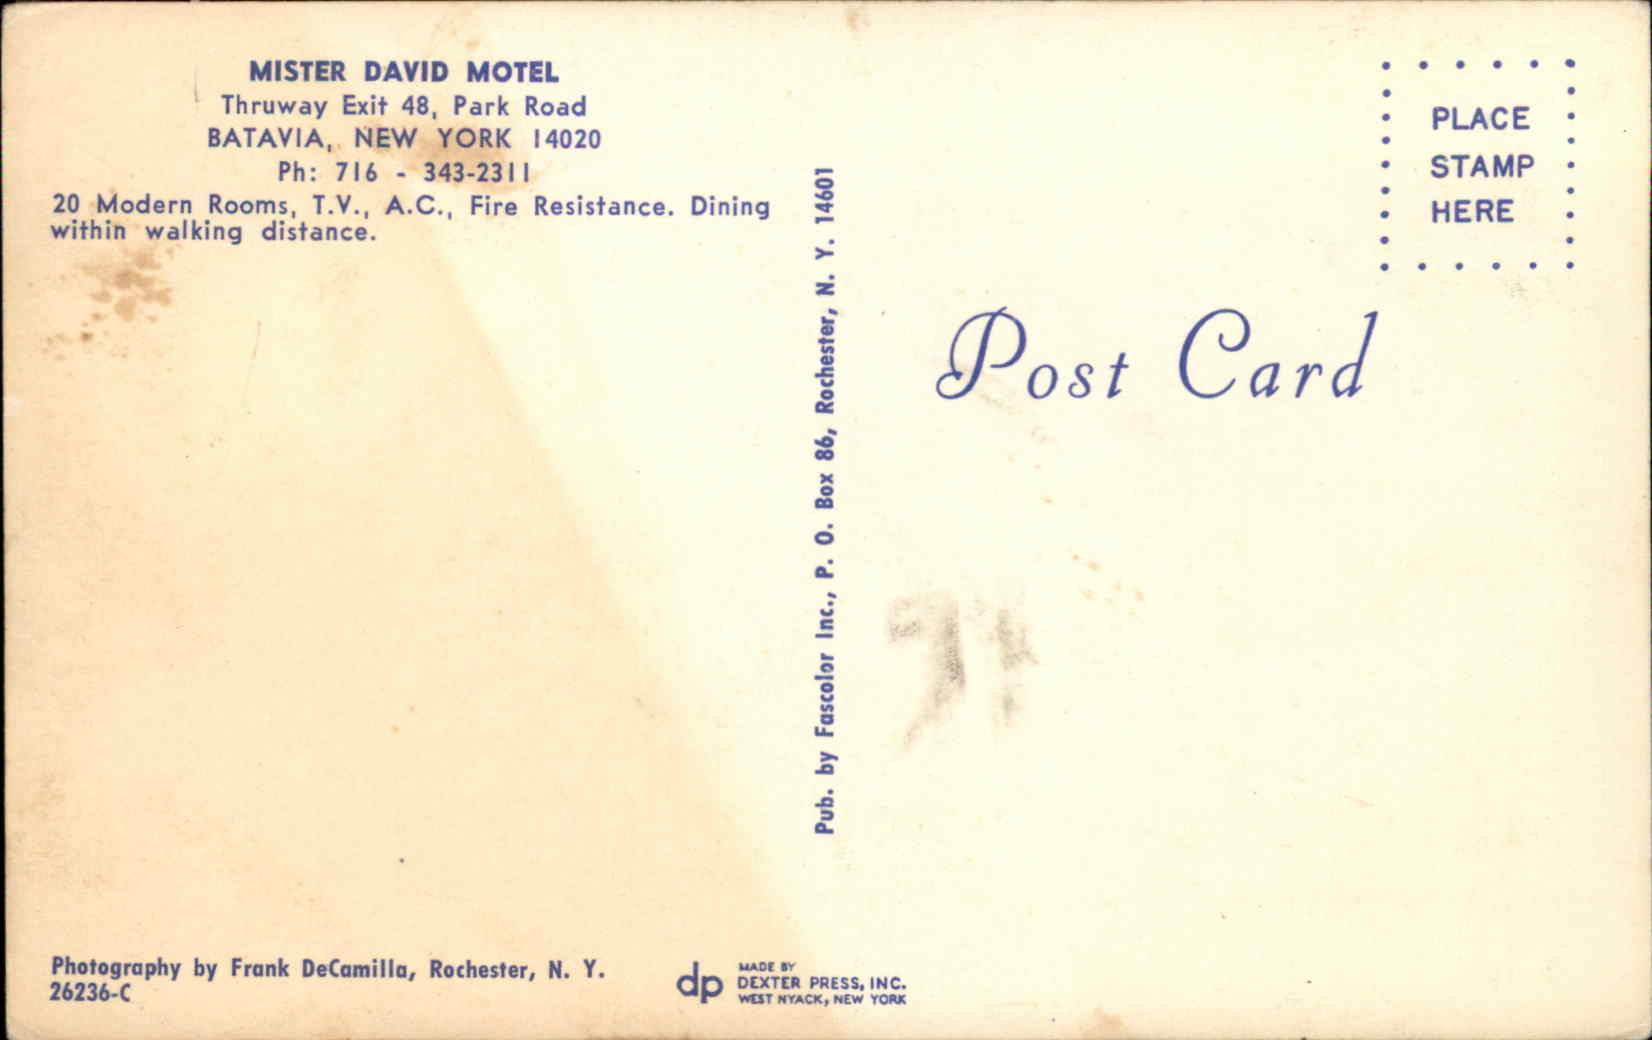 MISTER DAVID MOTEL
Thruway Exit 48, Park Road
BATAVIA, NEW YORK 14020
Ph: 716 - 343-2311
20 Modern Rooms, T.V., A.C., Fire Resistance. Dining
within walking distance.
Photography by Frank DeCamilla, Rochester, N. Y.
26236-C
Pub. by Fascolor Inc., P. O. Box 86, Rochester, N. Y. 14601
dp
MADE BY
DEXTER PRESS, INC.
WEST NYACK, NEW YORK
PLACE
STAMP
HERE
Post Card